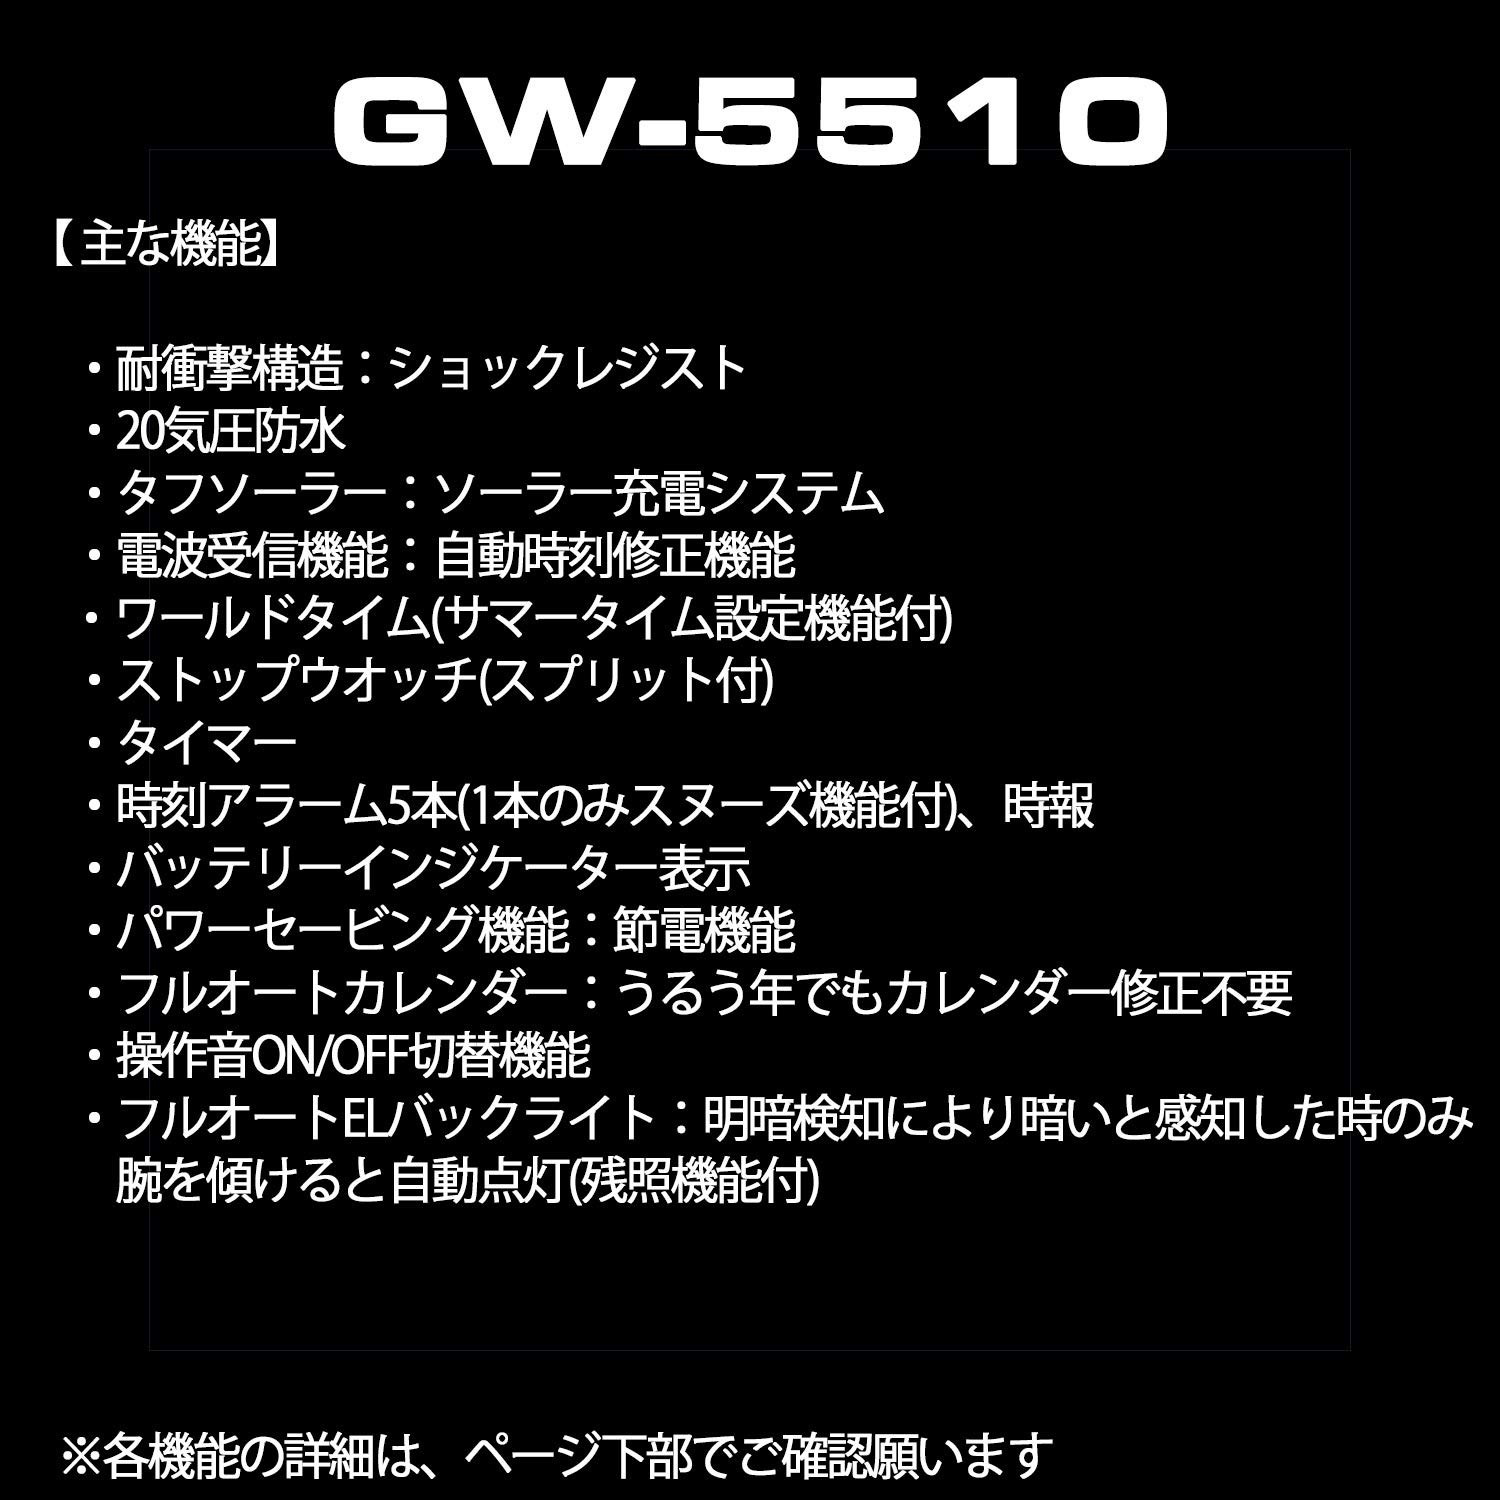 GW-5510
【主な機能】
・耐衝撃構造：ショックレジスト
・20気圧防水
・タフソーラー：ソーラー充電システム
・電波受信機能：自動時刻修正機能
・ワールドタイム(サマータイム設定機能付)
・ストップウオッチ(スプリット付)
・タイマー
・時刻アラーム5本(1本のみスヌーズ機能付)、時報
・バッテリーインジケーター表示
・パワーセービング機能：節電機能
・フルオートカレンダー：うるう年でもカレンダー修正不要
・操作音ON/OFF切替機能
・フルオートELバックライト：明暗検知により暗いと感知した時のみ
腕を傾けると自動点灯(残照機能付)
※各機能の詳細は、ページ下部でご確認願います